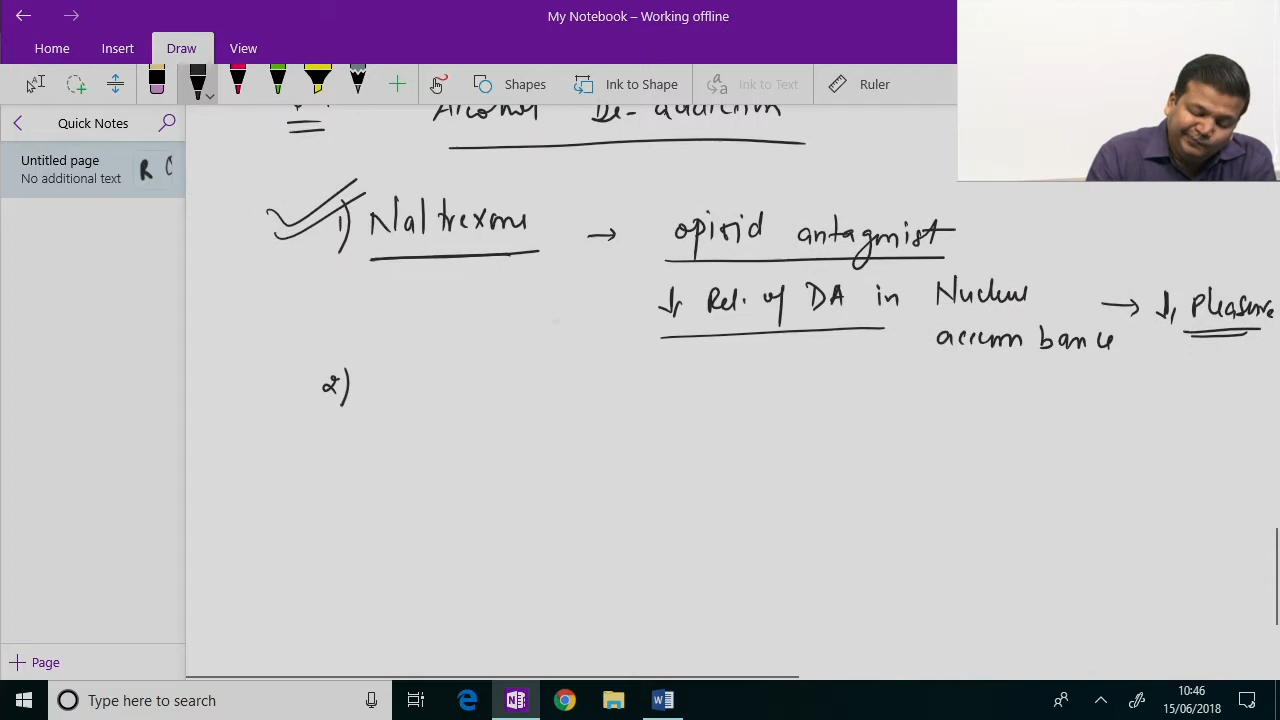 My Notebook – Working offline
Home Insert Draw View
Shapes Ink to Shape Ink to Text Ruler
Quick Notes
Untitled page
No additional text
R
Alcohol De-addiction
1) Naltrexone → opioid antagonist
↓ Rel. of DA in Nucleus accumbance → ↓ Pleasure
2)
+ Page
Type here to search
10:46
15/06/2018